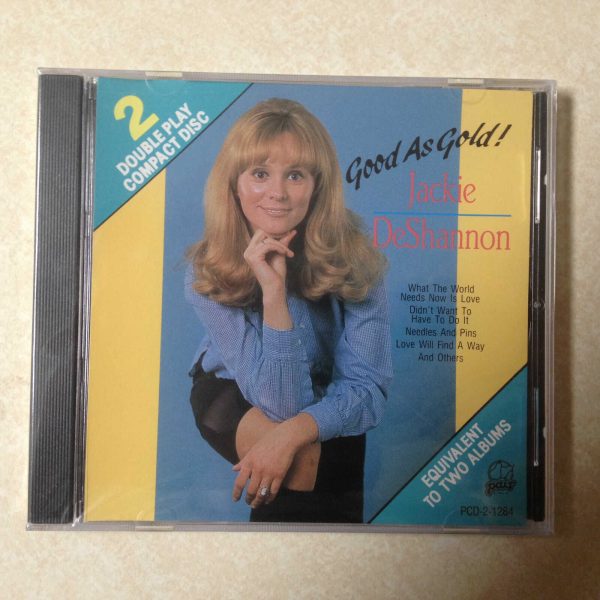 2
DOUBLE PLAY
COMPACT DISC
Good As Gold!
Jackie
DeShannon
What The World
Needs Now Is Love
Didn't Want To
Have To Do It
Needles And Pins
Love Will Find A Way
And Others
EQUIVALENT
TO TWO ALBUMS
pair
PCD-2-1284